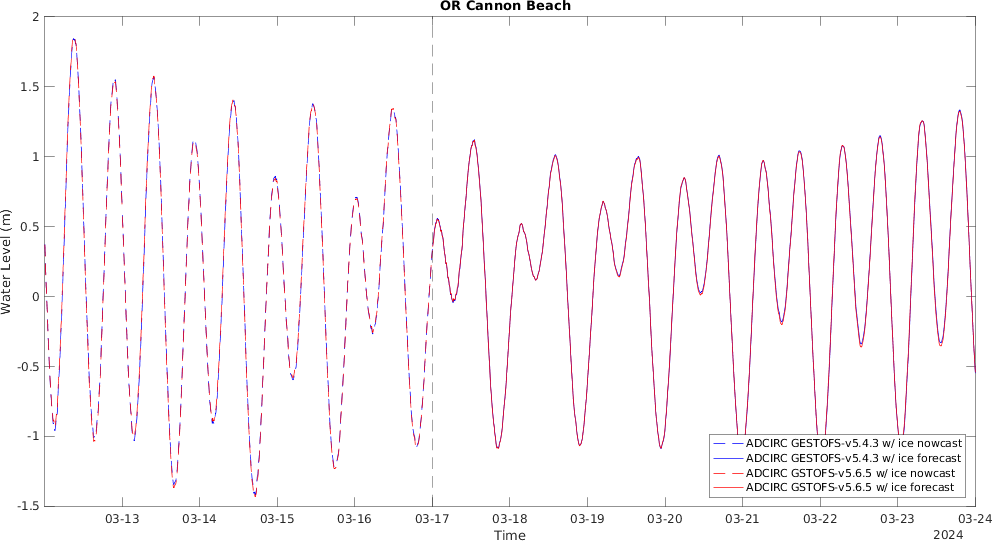 OR Cannon Beach
2
1.5
1
0.5
0
-0.5
-1
-1.5
Water Level (m)
ADCIRC GESTOFS-v5.4.3 w/ ice nowcast
ADCIRC GESTOFS-v5.4.3 w/ ice forecast
ADCIRC GSTOFS-v5.6.5 w/ ice nowcast
ADCIRC GSTOFS-v5.6.5 w/ ice forecast
03-13 03-14 03-15 03-16 03-17 03-18 03-19 03-20 03-21 03-22 03-23 03-24
Time
2024